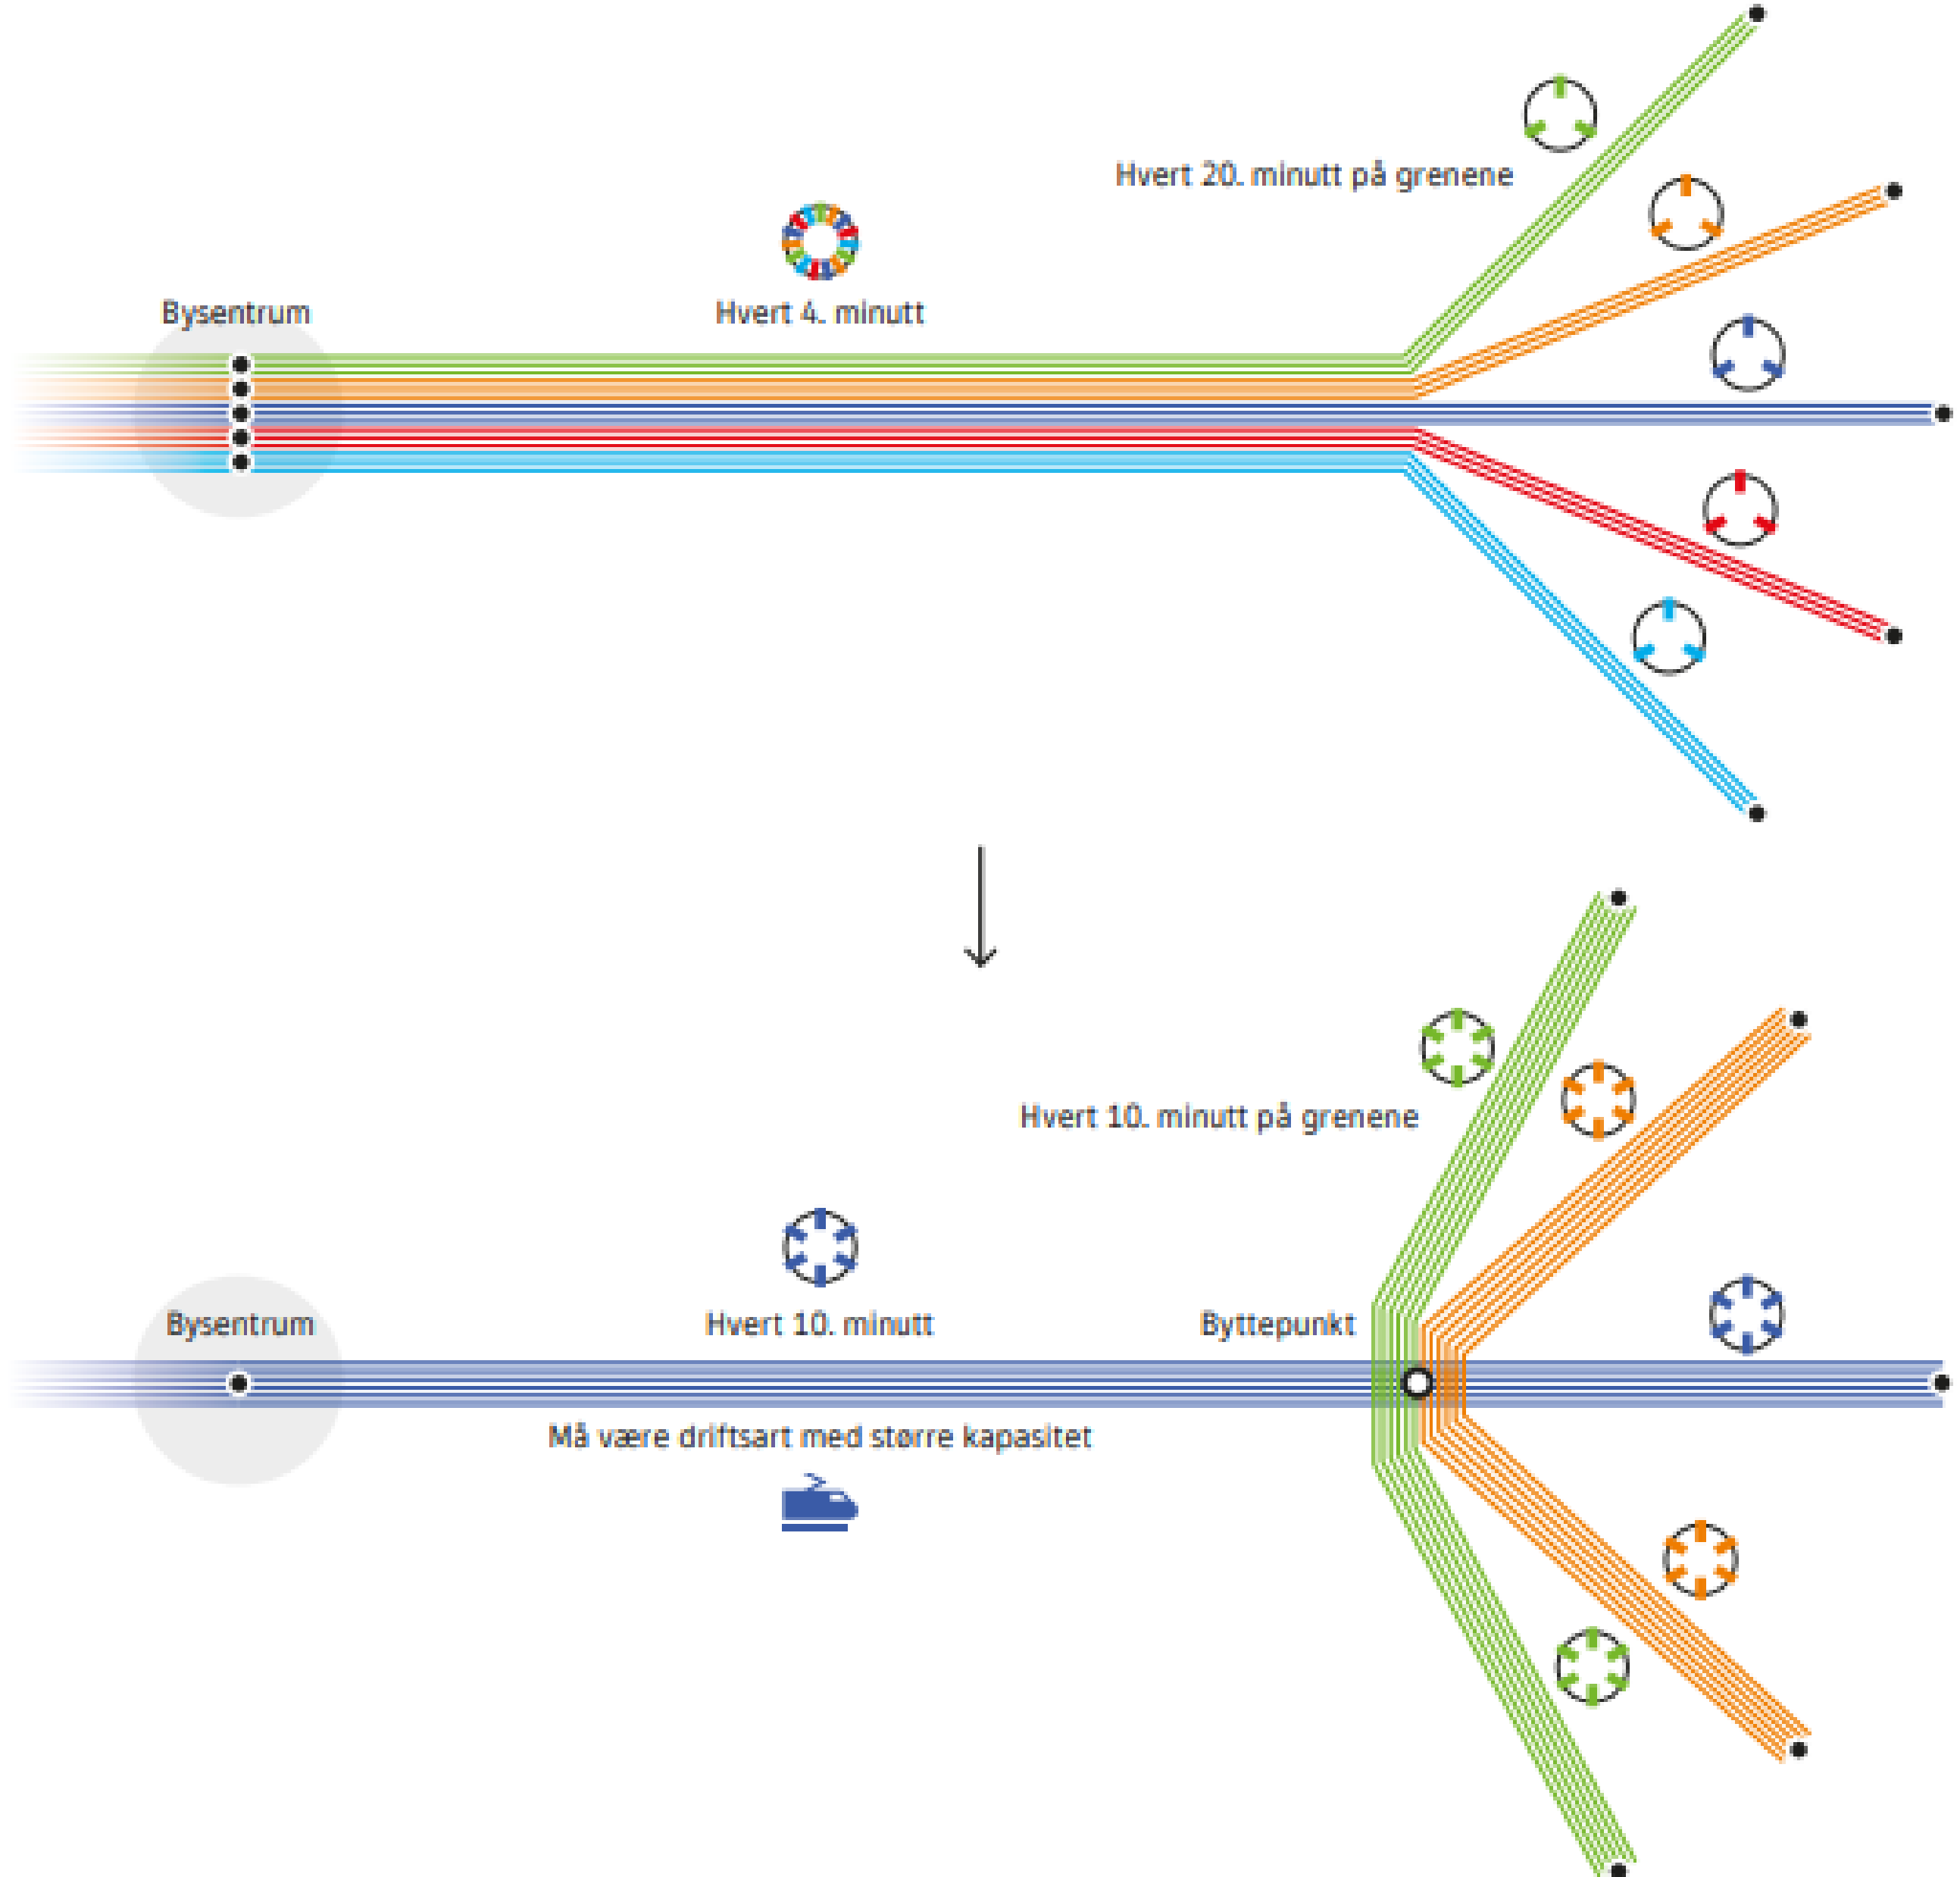 Hvert 20. minutt på grenene
Hvert 4. minutt
Bysentrum
Hvert 10. minutt på grenene
Bysentrum
Hvert 10. minutt
Byttepunkt
Må være driftsart med større kapasitet